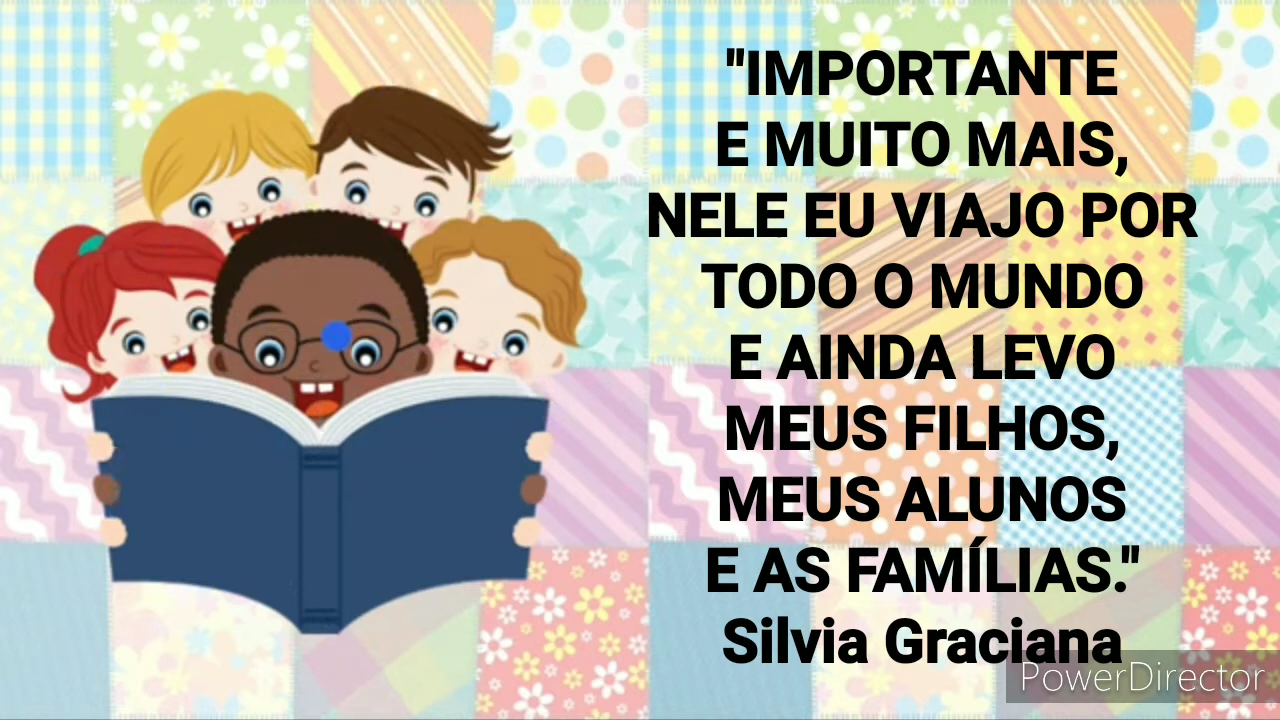 "IMPORTANTE
E MUITO MAIS,
NELE EU VIAJO POR
TODO O MUNDO
E AINDA LEVO
MEUS FILHOS,
MEUS ALUNOS
E AS FAMÍLIAS."
Silvia Graciana
PowerDirector